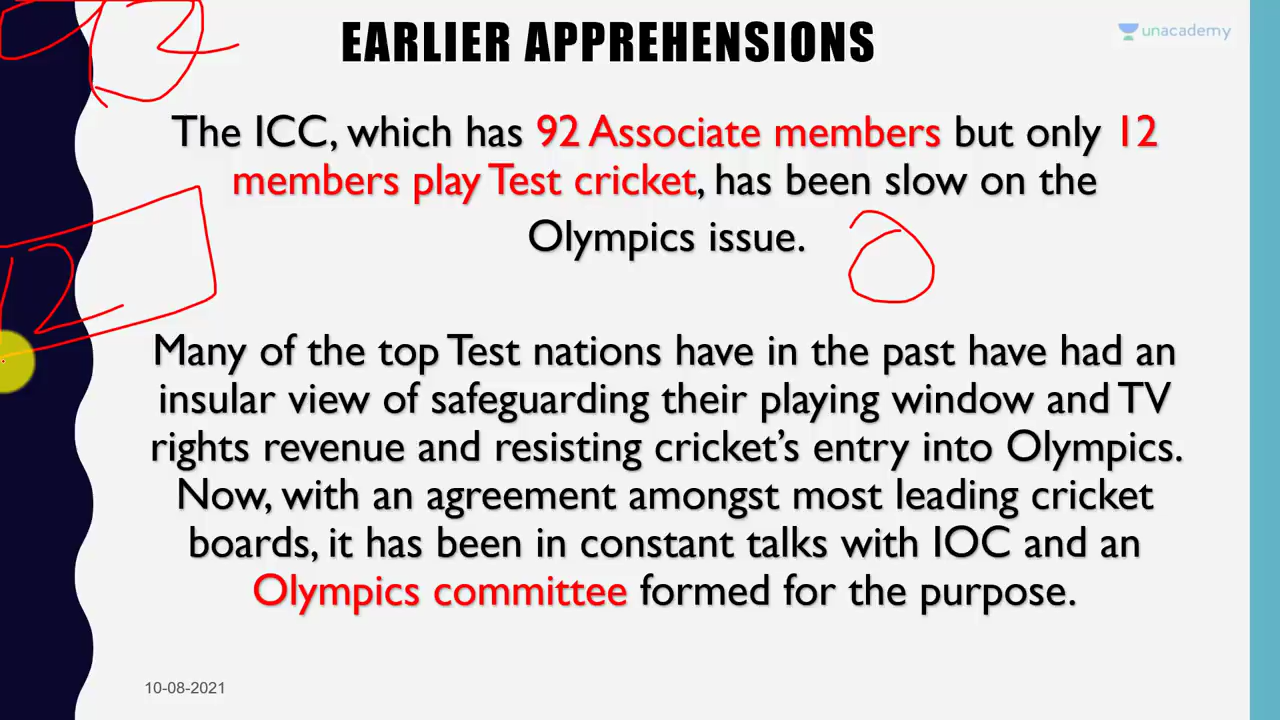 EARLIER APPREHENSIONS
unacademy
The ICC, which has 92 Associate members but only 12
members play Test cricket, has been slow on the
Olympics issue.
12
Many of the top Test nations have in the past have had an
insular view of safeguarding their playing window and TV
rights revenue and resisting cricket's entry into Olympics.
Now, with an agreement amongst most leading cricket
boards, it has been in constant talks with IOC and an
Olympics committee formed for the purpose.
10-08-2021